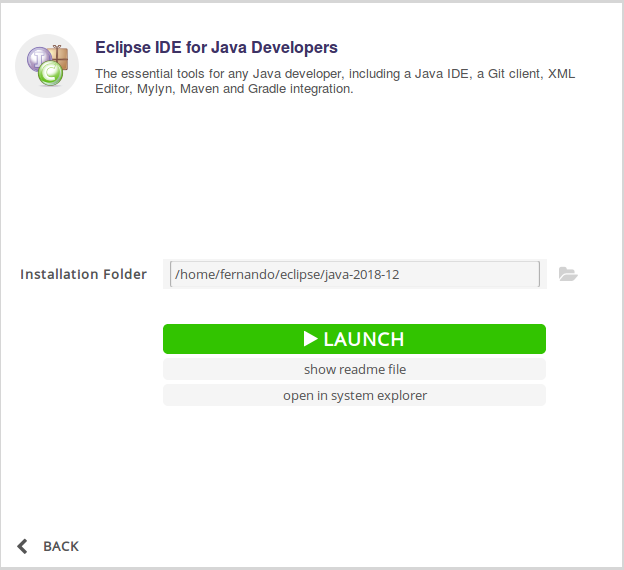 Eclipse IDE for Java Developers
The essential tools for any Java developer, including a Java IDE, a Git client, XML
Editor, Mylyn, Maven and Gradle integration.
Installation Folder
/home/fernando/eclipse/java-2018-12
LAUNCH
show readme file
open in system explorer
BACK